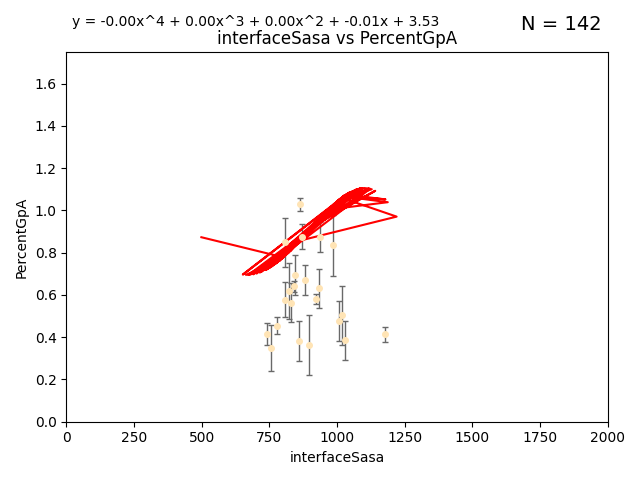 y = -0.00x^4 + 0.00x^3 + 0.00x^2 + -0.01x + 3.53
N = 142
interfaceSasa vs PercentGpA
PercentGpA
1.6
1.4
1.2
1.0
0.8
0.6
0.4
0.2
0.0
0 250 500 750 1000 1250 1500 1750 2000
interfaceSasa